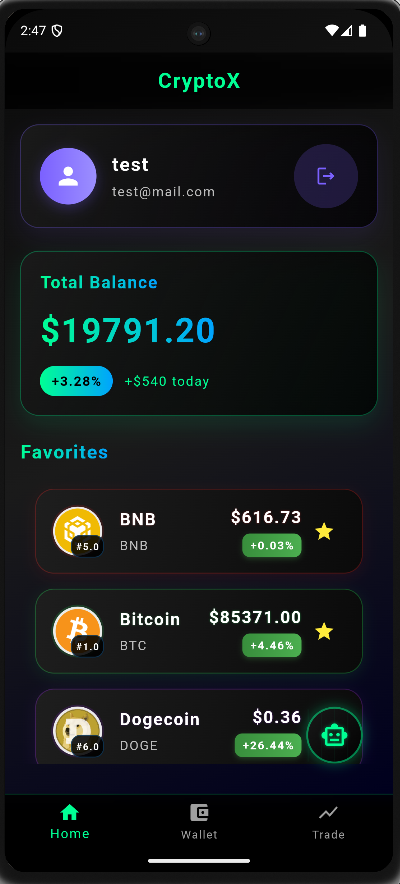 2:47
CryptoX
test
test@mail.com
Total Balance
$19791.20
+3.28% +$540 today
Favorites
BNB $616.73
#5.0 BNB +0.03%
Bitcoin $85371.00
#1.0 BTC +4.46%
Dogecoin $0.36
#6.0 DOGE +26.44%
Home Wallet Trade